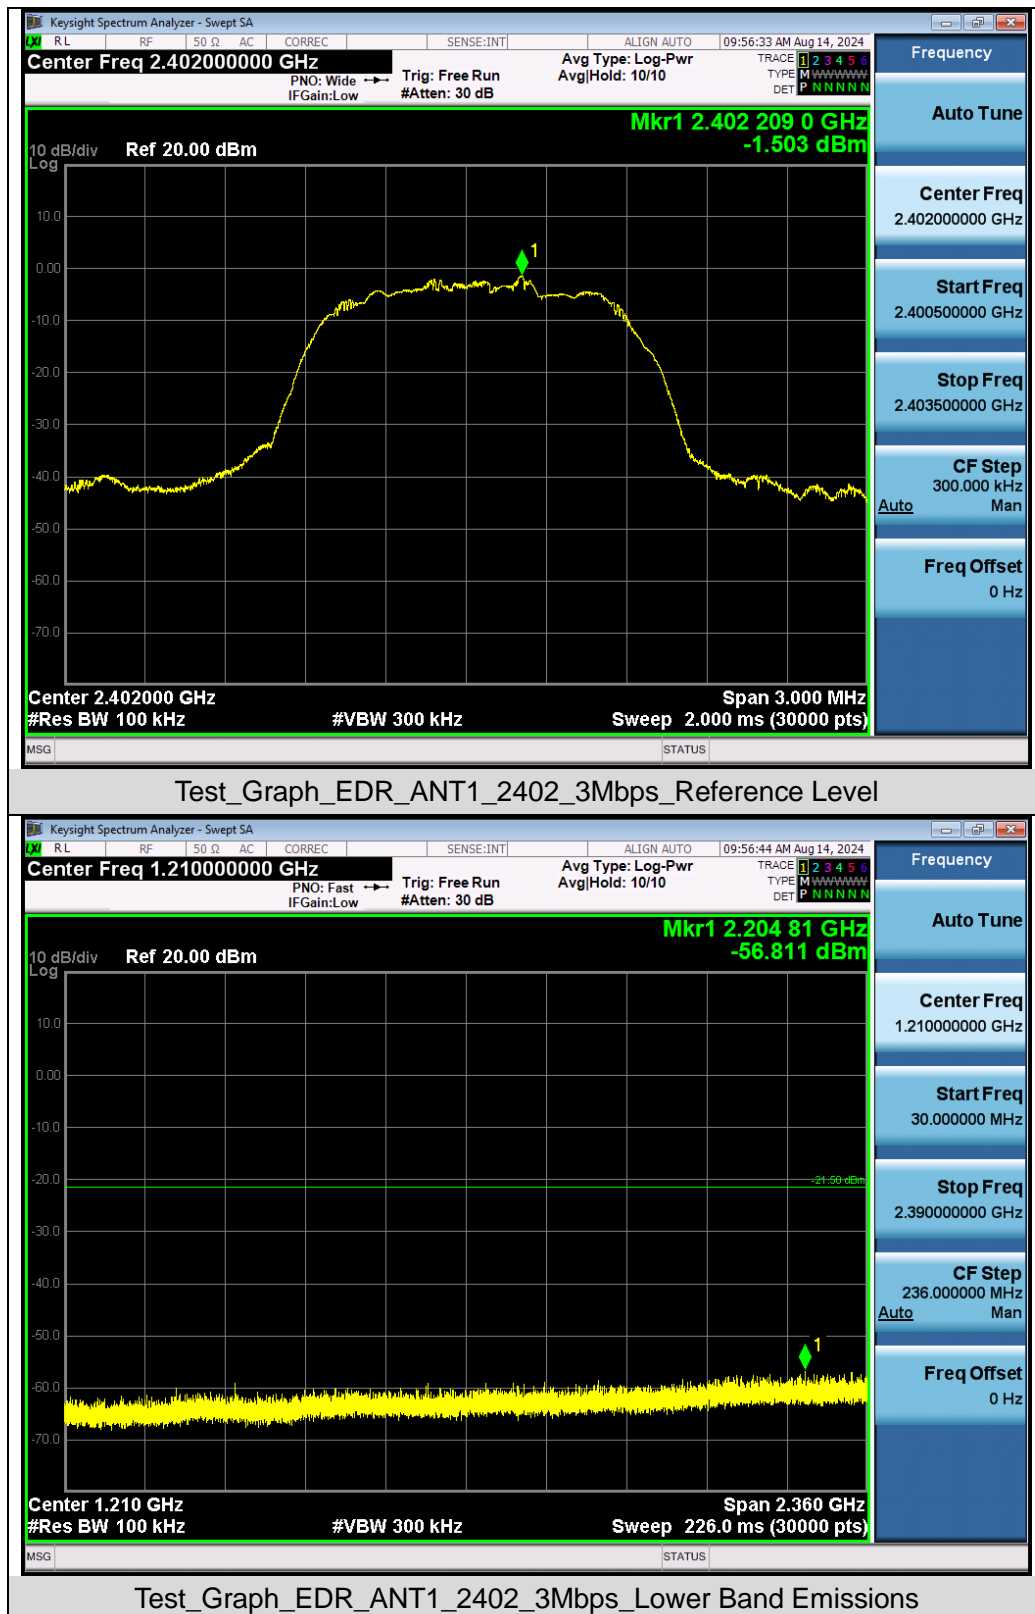 Keysight Spectrum Analyzer - Swept SA
LXI RL RF 50 Ω AC CORREC SENSE:INT ALIGN AUTO 09:56:33 AM Aug 14, 2024
Center Freq 2.402000000 GHz
PNO: Wide
IFGain:Low
Trig: Free Run
#Atten: 30 dB
Avg Type: Log-Pwr
Avg|Hold: 10/10
TRACE 1 2 3 4 5 6
TYPE M WWWWW
DET P N N N N N
Frequency
Auto Tune
Center Freq
2.402000000 GHz
Start Freq
2.400500000 GHz
Stop Freq
2.403500000 GHz
CF Step
300.000 kHz
Auto Man
Freq Offset
0 Hz
Mkr1 2.402 209 0 GHz
-1.503 dBm
10 dB/div Ref 20.00 dBm
Log
10.0
0.00
-10.0
-20.0
-30.0
-40.0
-50.0
-60.0
-70.0
1
Center 2.402000 GHz Span 3.000 MHz
#Res BW 100 kHz #VBW 300 kHz Sweep 2.000 ms (30000 pts)
MSG STATUS
Test_Graph_EDR_ANT1_2402_3Mbps_Reference Level
Keysight Spectrum Analyzer - Swept SA
LXI RL RF 50 Ω AC CORREC SENSE:INT ALIGN AUTO 09:56:44 AM Aug 14, 2024
Center Freq 1.210000000 GHz
PNO: Fast
IFGain:Low
Trig: Free Run
#Atten: 30 dB
Avg Type: Log-Pwr
Avg|Hold: 10/10
TRACE 1 2 3 4 5 6
TYPE M WWWWW
DET P N N N N N
Frequency
Auto Tune
Center Freq
1.210000000 GHz
Start Freq
30.000000 MHz
Stop Freq
2.390000000 GHz
CF Step
236.000000 MHz
Auto Man
Freq Offset
0 Hz
Mkr1 2.204 81 GHz
-56.811 dBm
10 dB/div Ref 20.00 dBm
Log
10.0
0.00
-10.0
-20.0
-30.0
-40.0
-50.0
-60.0
-70.0
-21.50 dBm
1
Center 1.210 GHz Span 2.360 GHz
#Res BW 100 kHz #VBW 300 kHz Sweep 226.0 ms (30000 pts)
MSG STATUS
Test_Graph_EDR_ANT1_2402_3Mbps_Lower Band Emissions